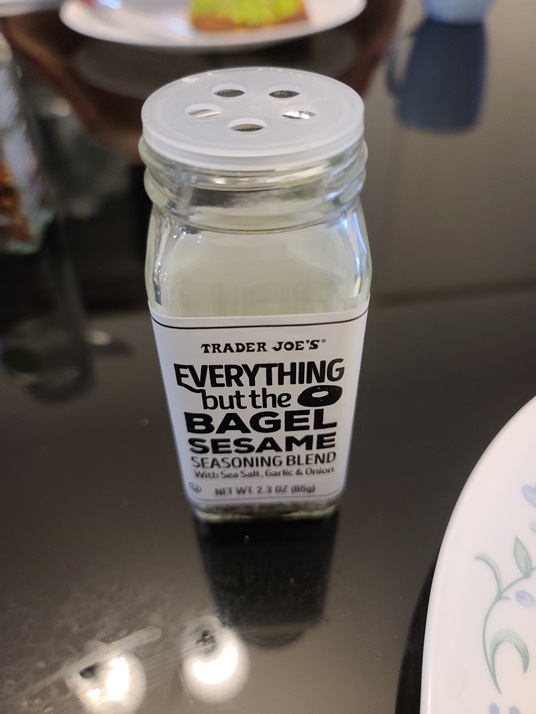 TRADER JOE'S®
EVERYTHING
but the
BAGEL
SESAME
SEASONING BLEND
With Sea Salt, Garlic & Onion
NET WT. 2.3 OZ (65g)